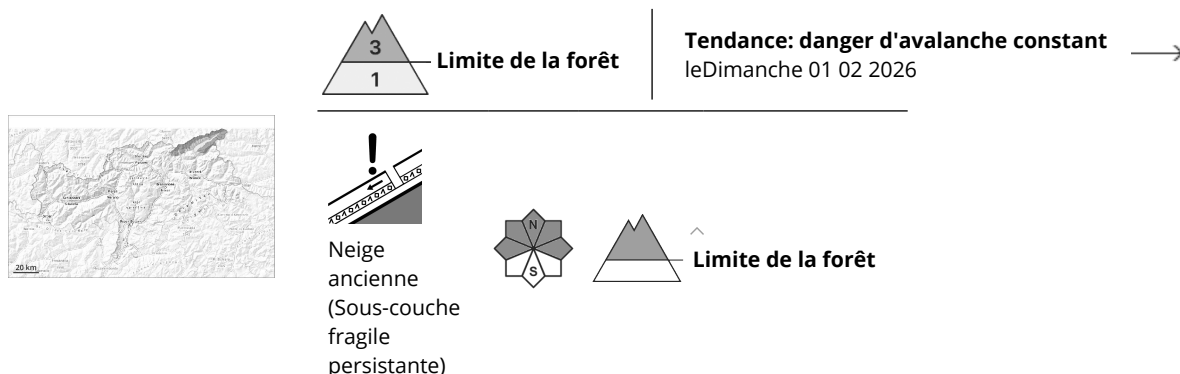 3
1
Limite de la forêt
Tendance: danger d'avalanche constant
leDimanche 01 02 2026
20 km
Neige
ancienne
(Sous-couche
fragile
persistante)
N
S
Limite de la forêt